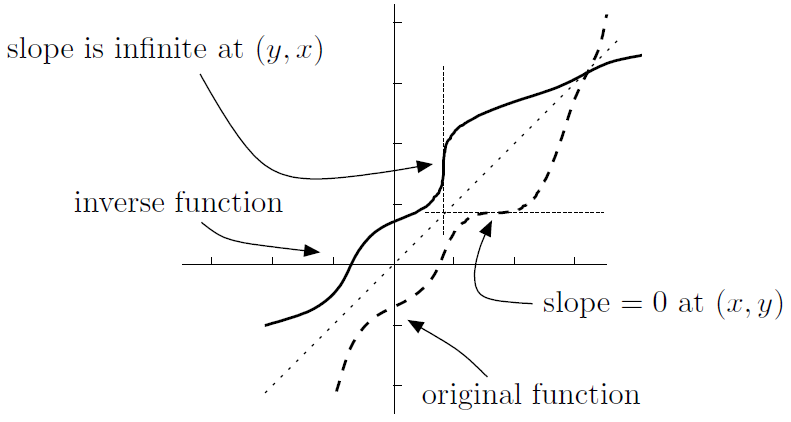 slope is infinite at (y, x)
inverse function
slope = 0 at (x, y)
original function